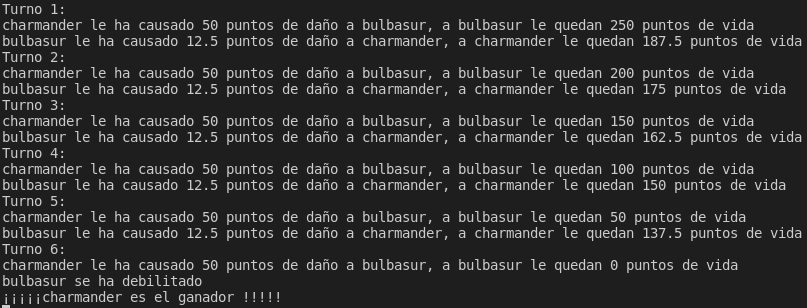 Turno 1:
charmander le ha causado 50 puntos de daño a bulbasur, a bulbasur le quedan 250 puntos de vida
bulbasur le ha causado 12.5 puntos de daño a charmander, a charmander le quedan 187.5 puntos de vida
Turno 2:
charmander le ha causado 50 puntos de daño a bulbasur, a bulbasur le quedan 200 puntos de vida
bulbasur le ha causado 12.5 puntos de daño a charmander, a charmander le quedan 175 puntos de vida
Turno 3:
charmander le ha causado 50 puntos de daño a bulbasur, a bulbasur le quedan 150 puntos de vida
bulbasur le ha causado 12.5 puntos de daño a charmander, a charmander le quedan 162.5 puntos de vida
Turno 4:
charmander le ha causado 50 puntos de daño a bulbasur, a bulbasur le quedan 100 puntos de vida
bulbasur le ha causado 12.5 puntos de daño a charmander, a charmander le quedan 150 puntos de vida
Turno 5:
charmander le ha causado 50 puntos de daño a bulbasur, a bulbasur le quedan 50 puntos de vida
bulbasur le ha causado 12.5 puntos de daño a charmander, a charmander le quedan 137.5 puntos de vida
Turno 6:
charmander le ha causado 50 puntos de daño a bulbasur, a bulbasur le quedan 0 puntos de vida
bulbasur se ha debilitado
¡¡¡¡¡charmander es el ganador !!!!!